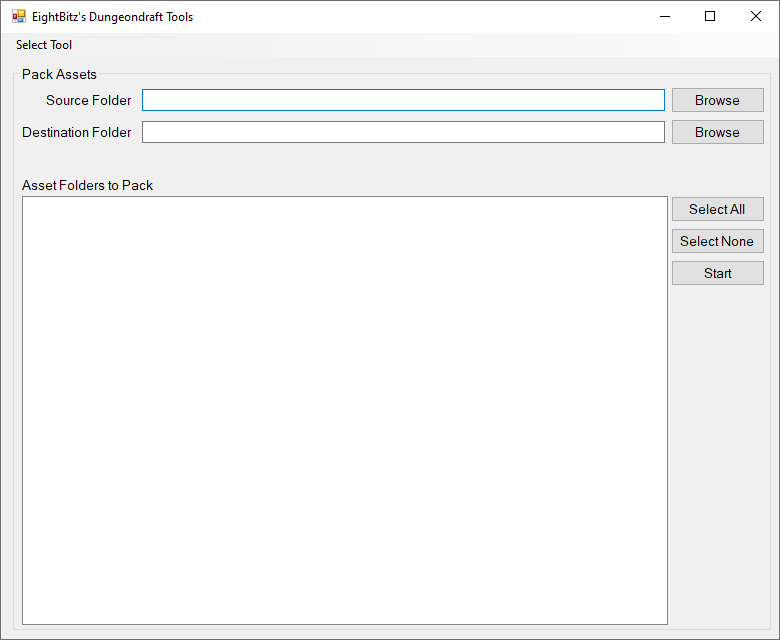 EightBitz's Dungeondraft Tools
Select Tool
Pack Assets
Source Folder
Browse
Destination Folder
Browse
Asset Folders to Pack
Select All
Select None
Start